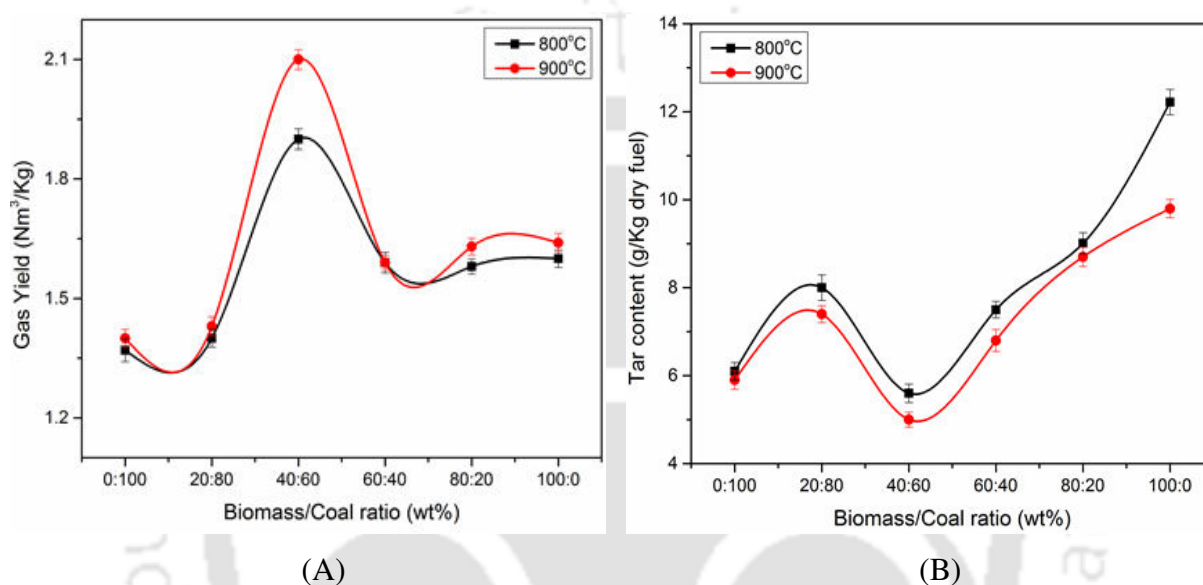 800°C
900°C
2.1
1.8
1.5
1.2
Gas Yield (Nm³/Kg)
0:100 20:80 40:60 60:40 80:20 100:0
Biomass/Coal ratio (wt%)
(A)
800°C
900°C
14
12
10
8
6
4
Tar content (g/Kg dry fuel)
0:100 20:80 40:60 60:40 80:20 100:0
Biomass/Coal ratio (wt%)
(B)